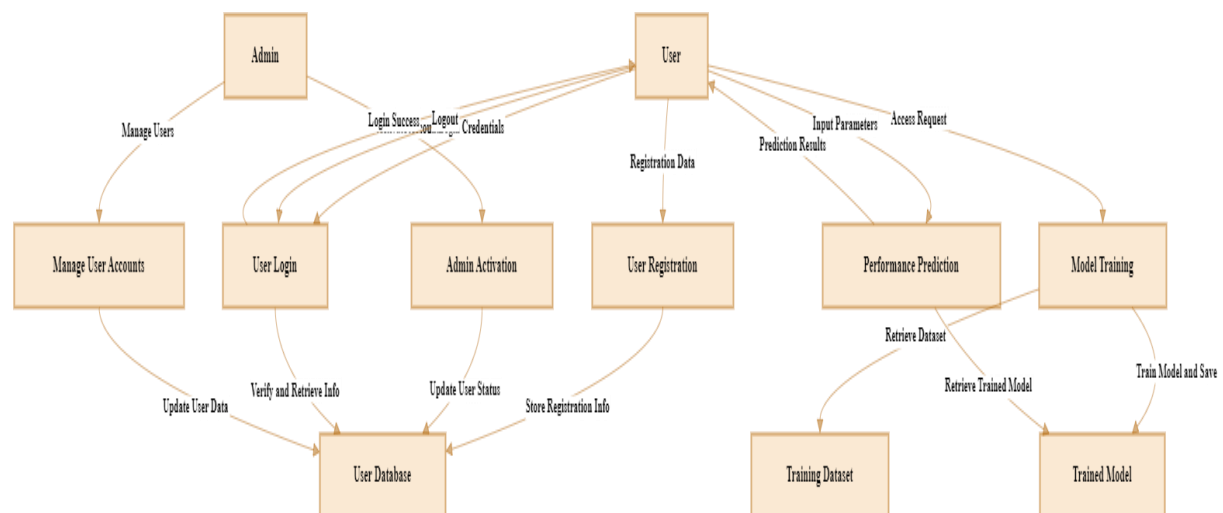 Admin
User
Manage Users
Login Success
Logout
Credentials
Registration Data
Prediction Results
Input Parameters
Access Request
Manage User Accounts
User Login
Admin Activation
User Registration
Performance Prediction
Model Training
Update User Data
Verify and Retrieve Info
Update User Status
Store Registration Info
Retrieve Dataset
Retrieve Trained Model
Train Model and Save
User Database
Training Dataset
Trained Model